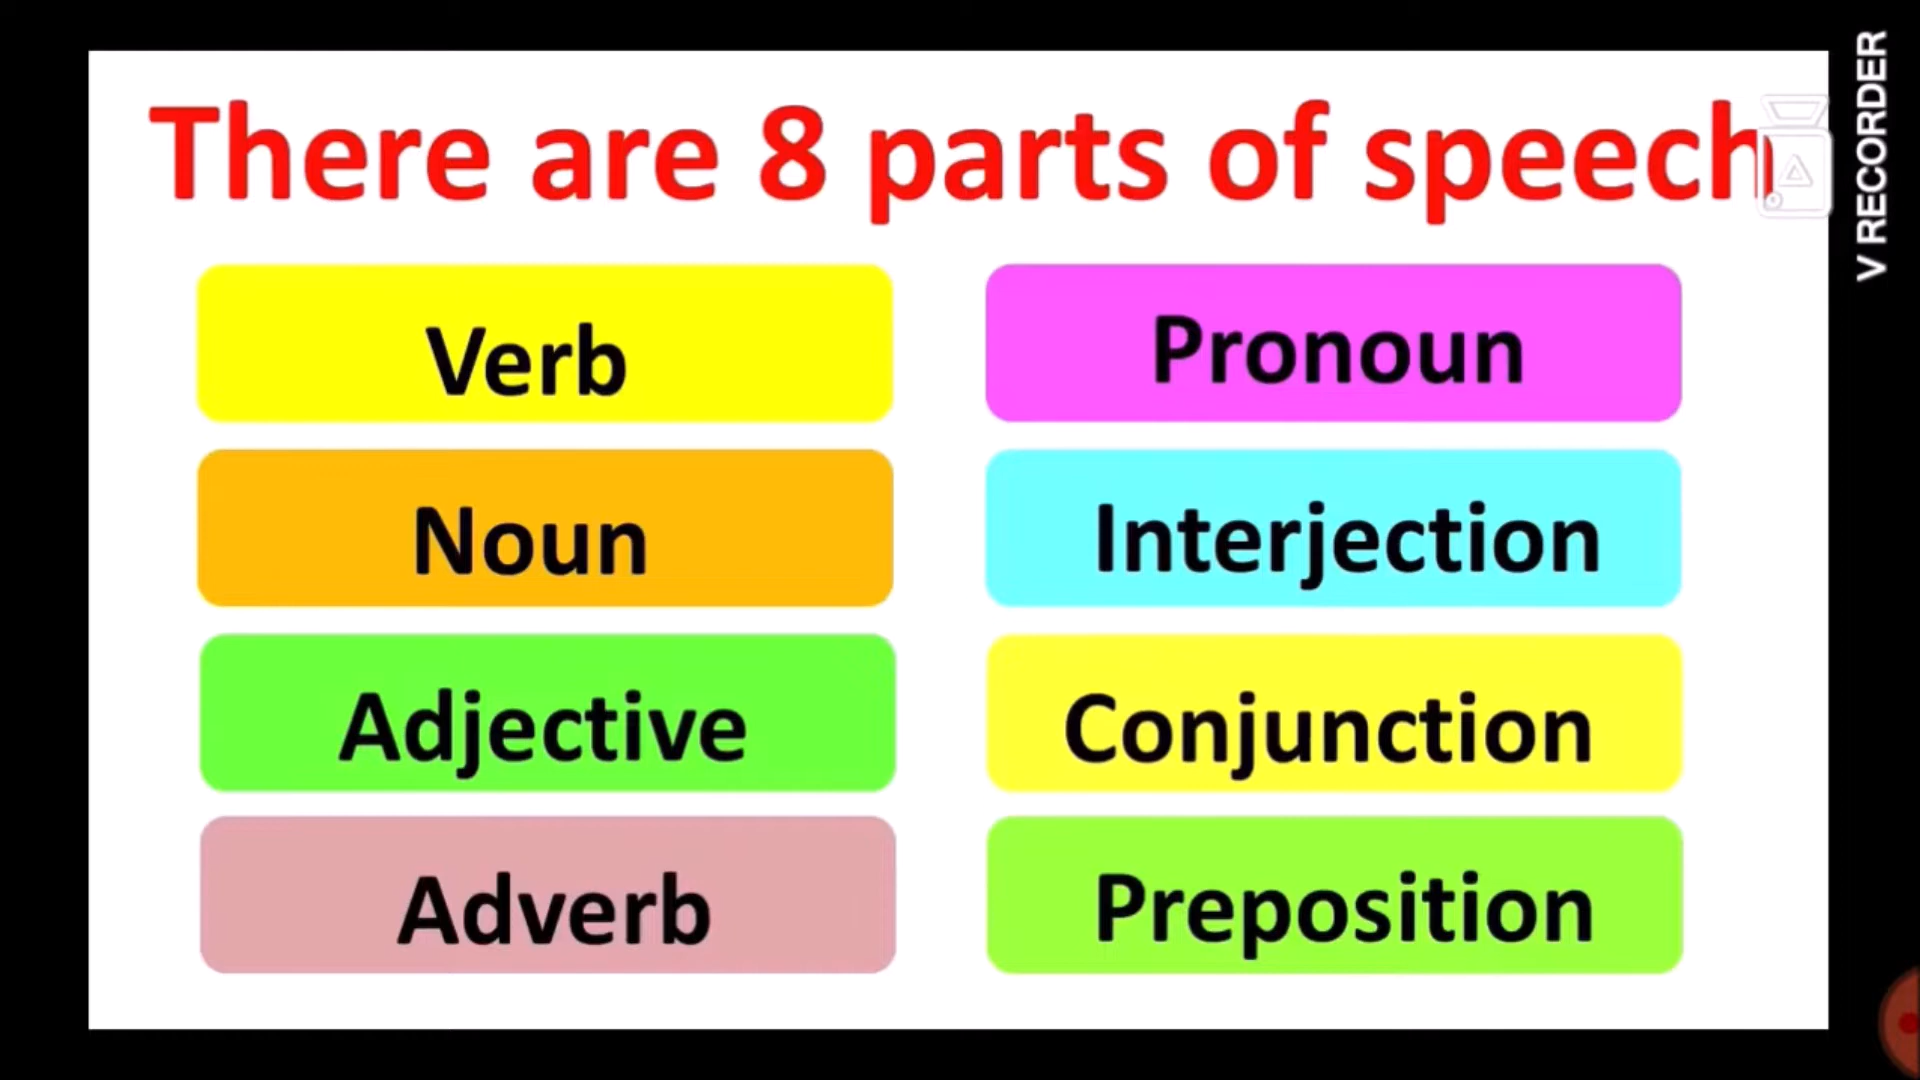 There are 8 parts of speech
Verb
Pronoun
Noun
Interjection
Adjective
Conjunction
Adverb
Preposition
V RECORDER